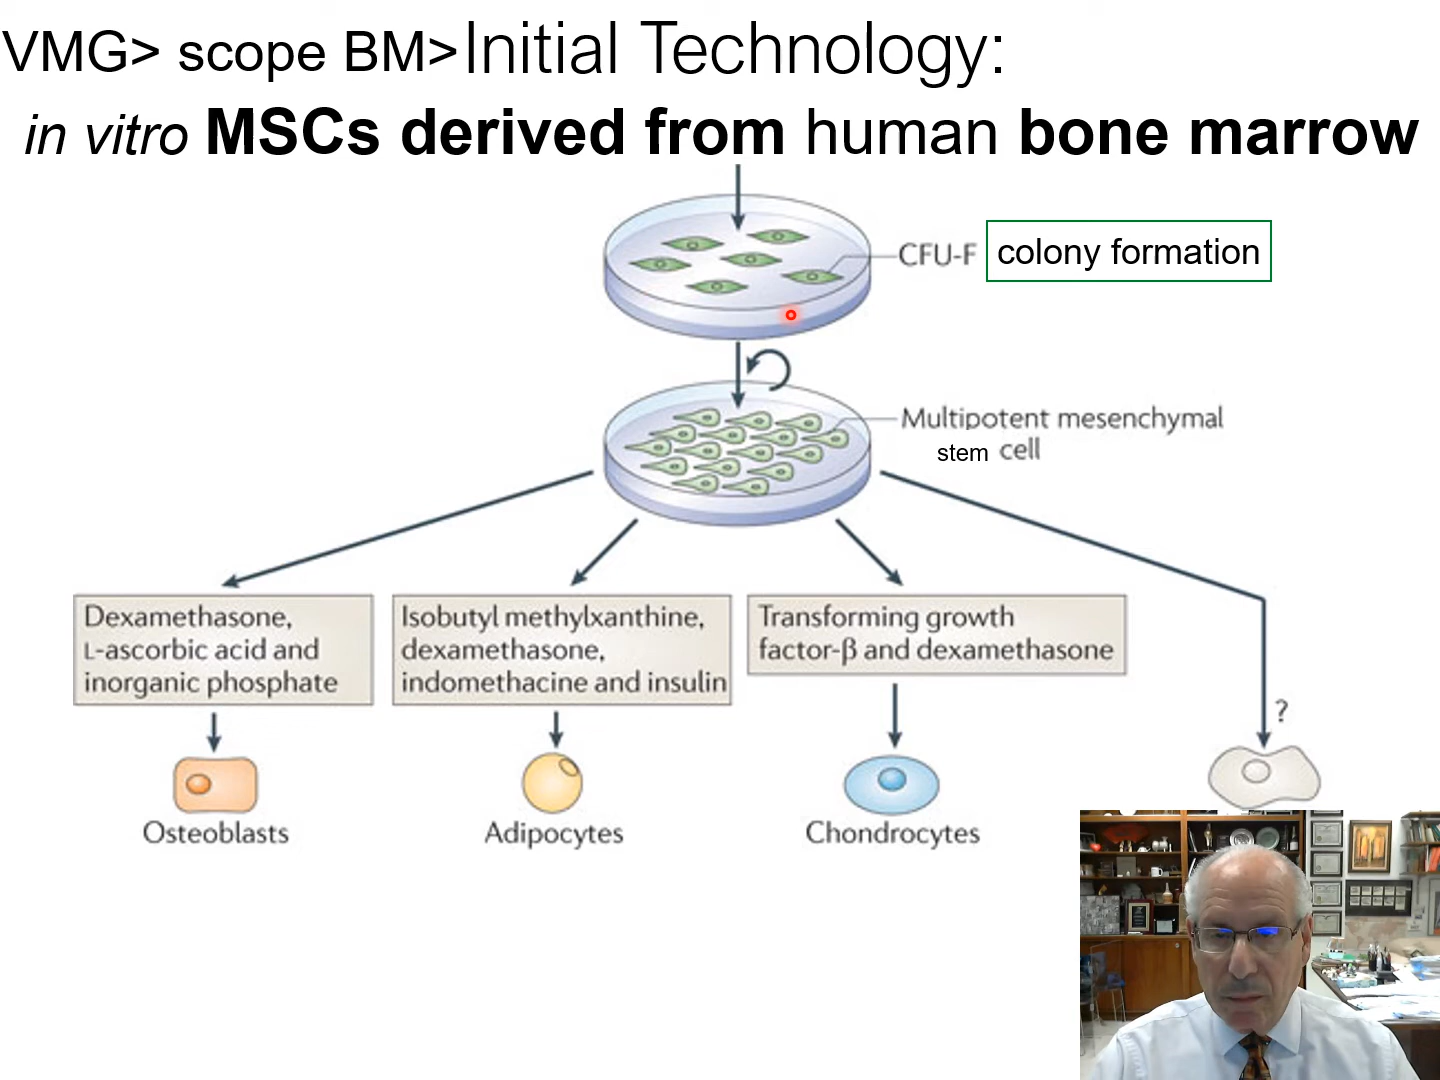 VMG> scope BM>Initial Technology:
in vitro MSCs derived from human bone marrow
CFU-F
colony formation
Multipotent mesenchymal
stem cell
Dexamethasone,
L-ascorbic acid and
inorganic phosphate
Isobutyl methylxanthine,
dexamethasone,
indomethacine and insulin
Transforming growth
factor-β and dexamethasone
?
Osteoblasts
Adipocytes
Chondrocytes